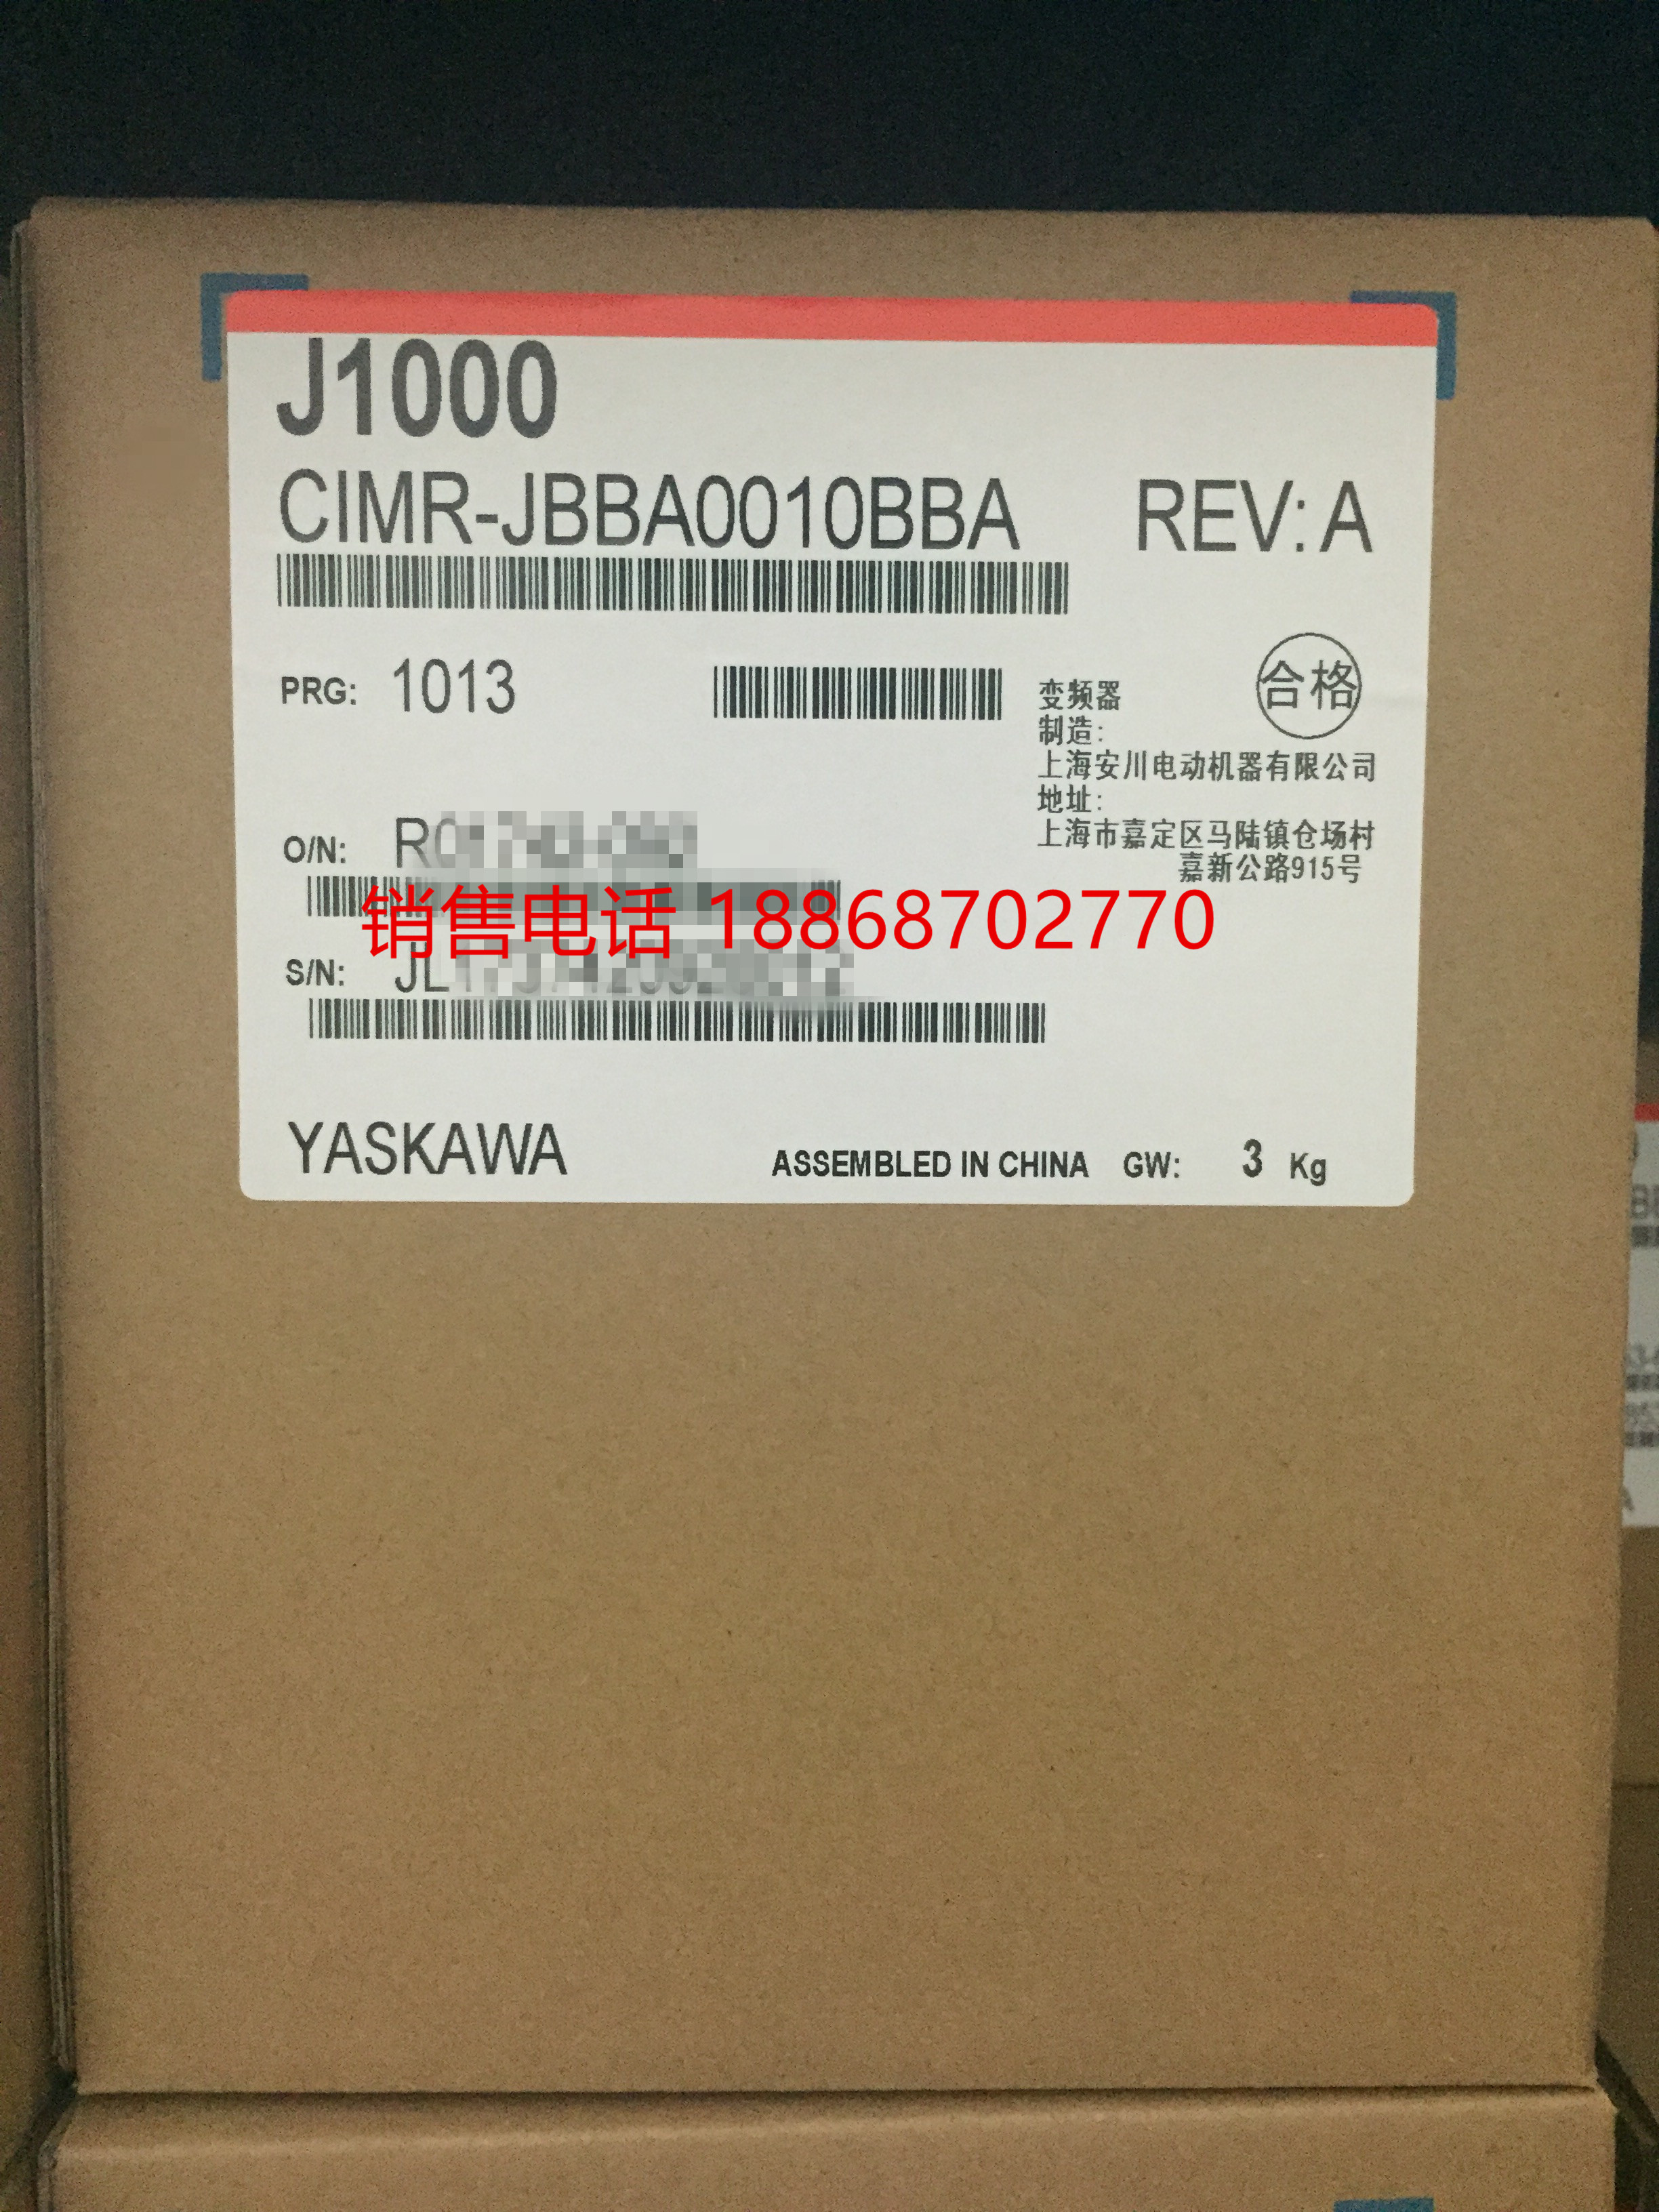 J1000
CIMR-JBBA0010BBA REV: A
PRG: 1013
合格
变频器
制造:
上海安川电动机器有限公司
地址:
上海市嘉定区马陆镇仓场村
嘉新公路915号
O/N:
销售电话 18868702770
S/N: JL
YASKAWA
ASSEMBLED IN CHINA GW: 3 Kg